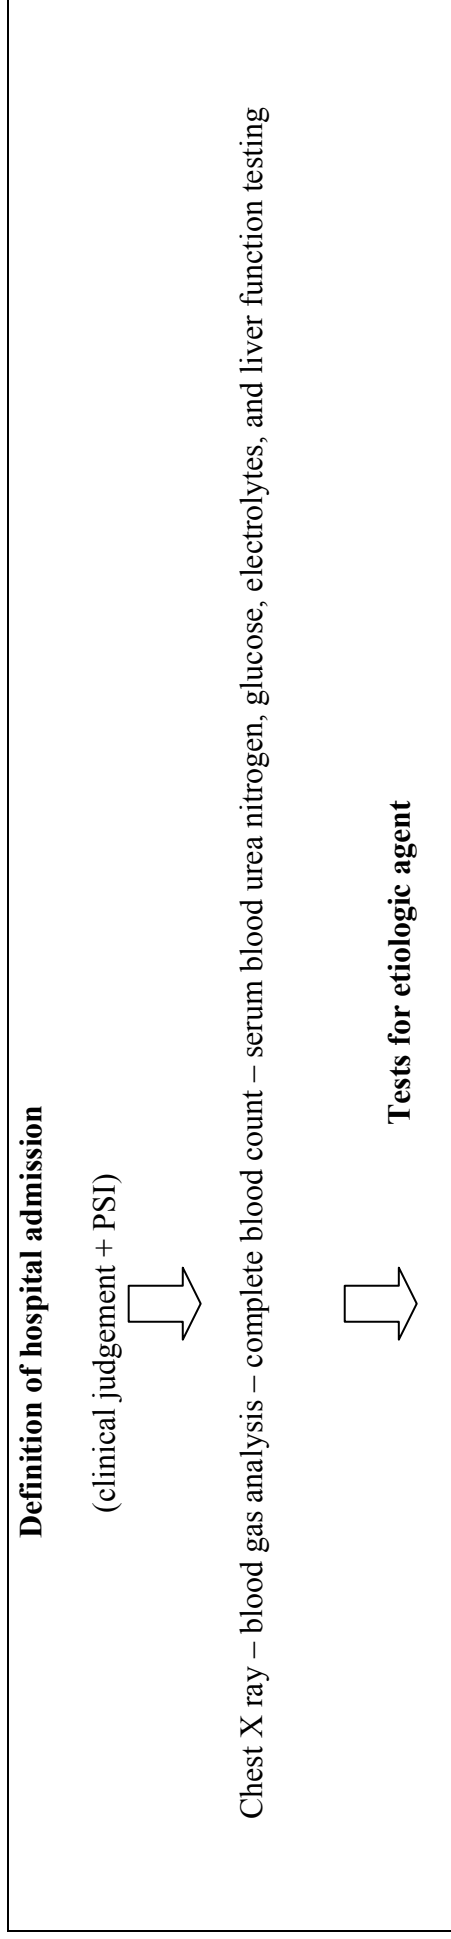 Definition of hospital admission
(clinical judgement + PSI)
Chest X ray – blood gas analysis – complete blood count – serum blood urea nitrogen, glucose, electrolytes, and liver function testing
Tests for etiologic agent